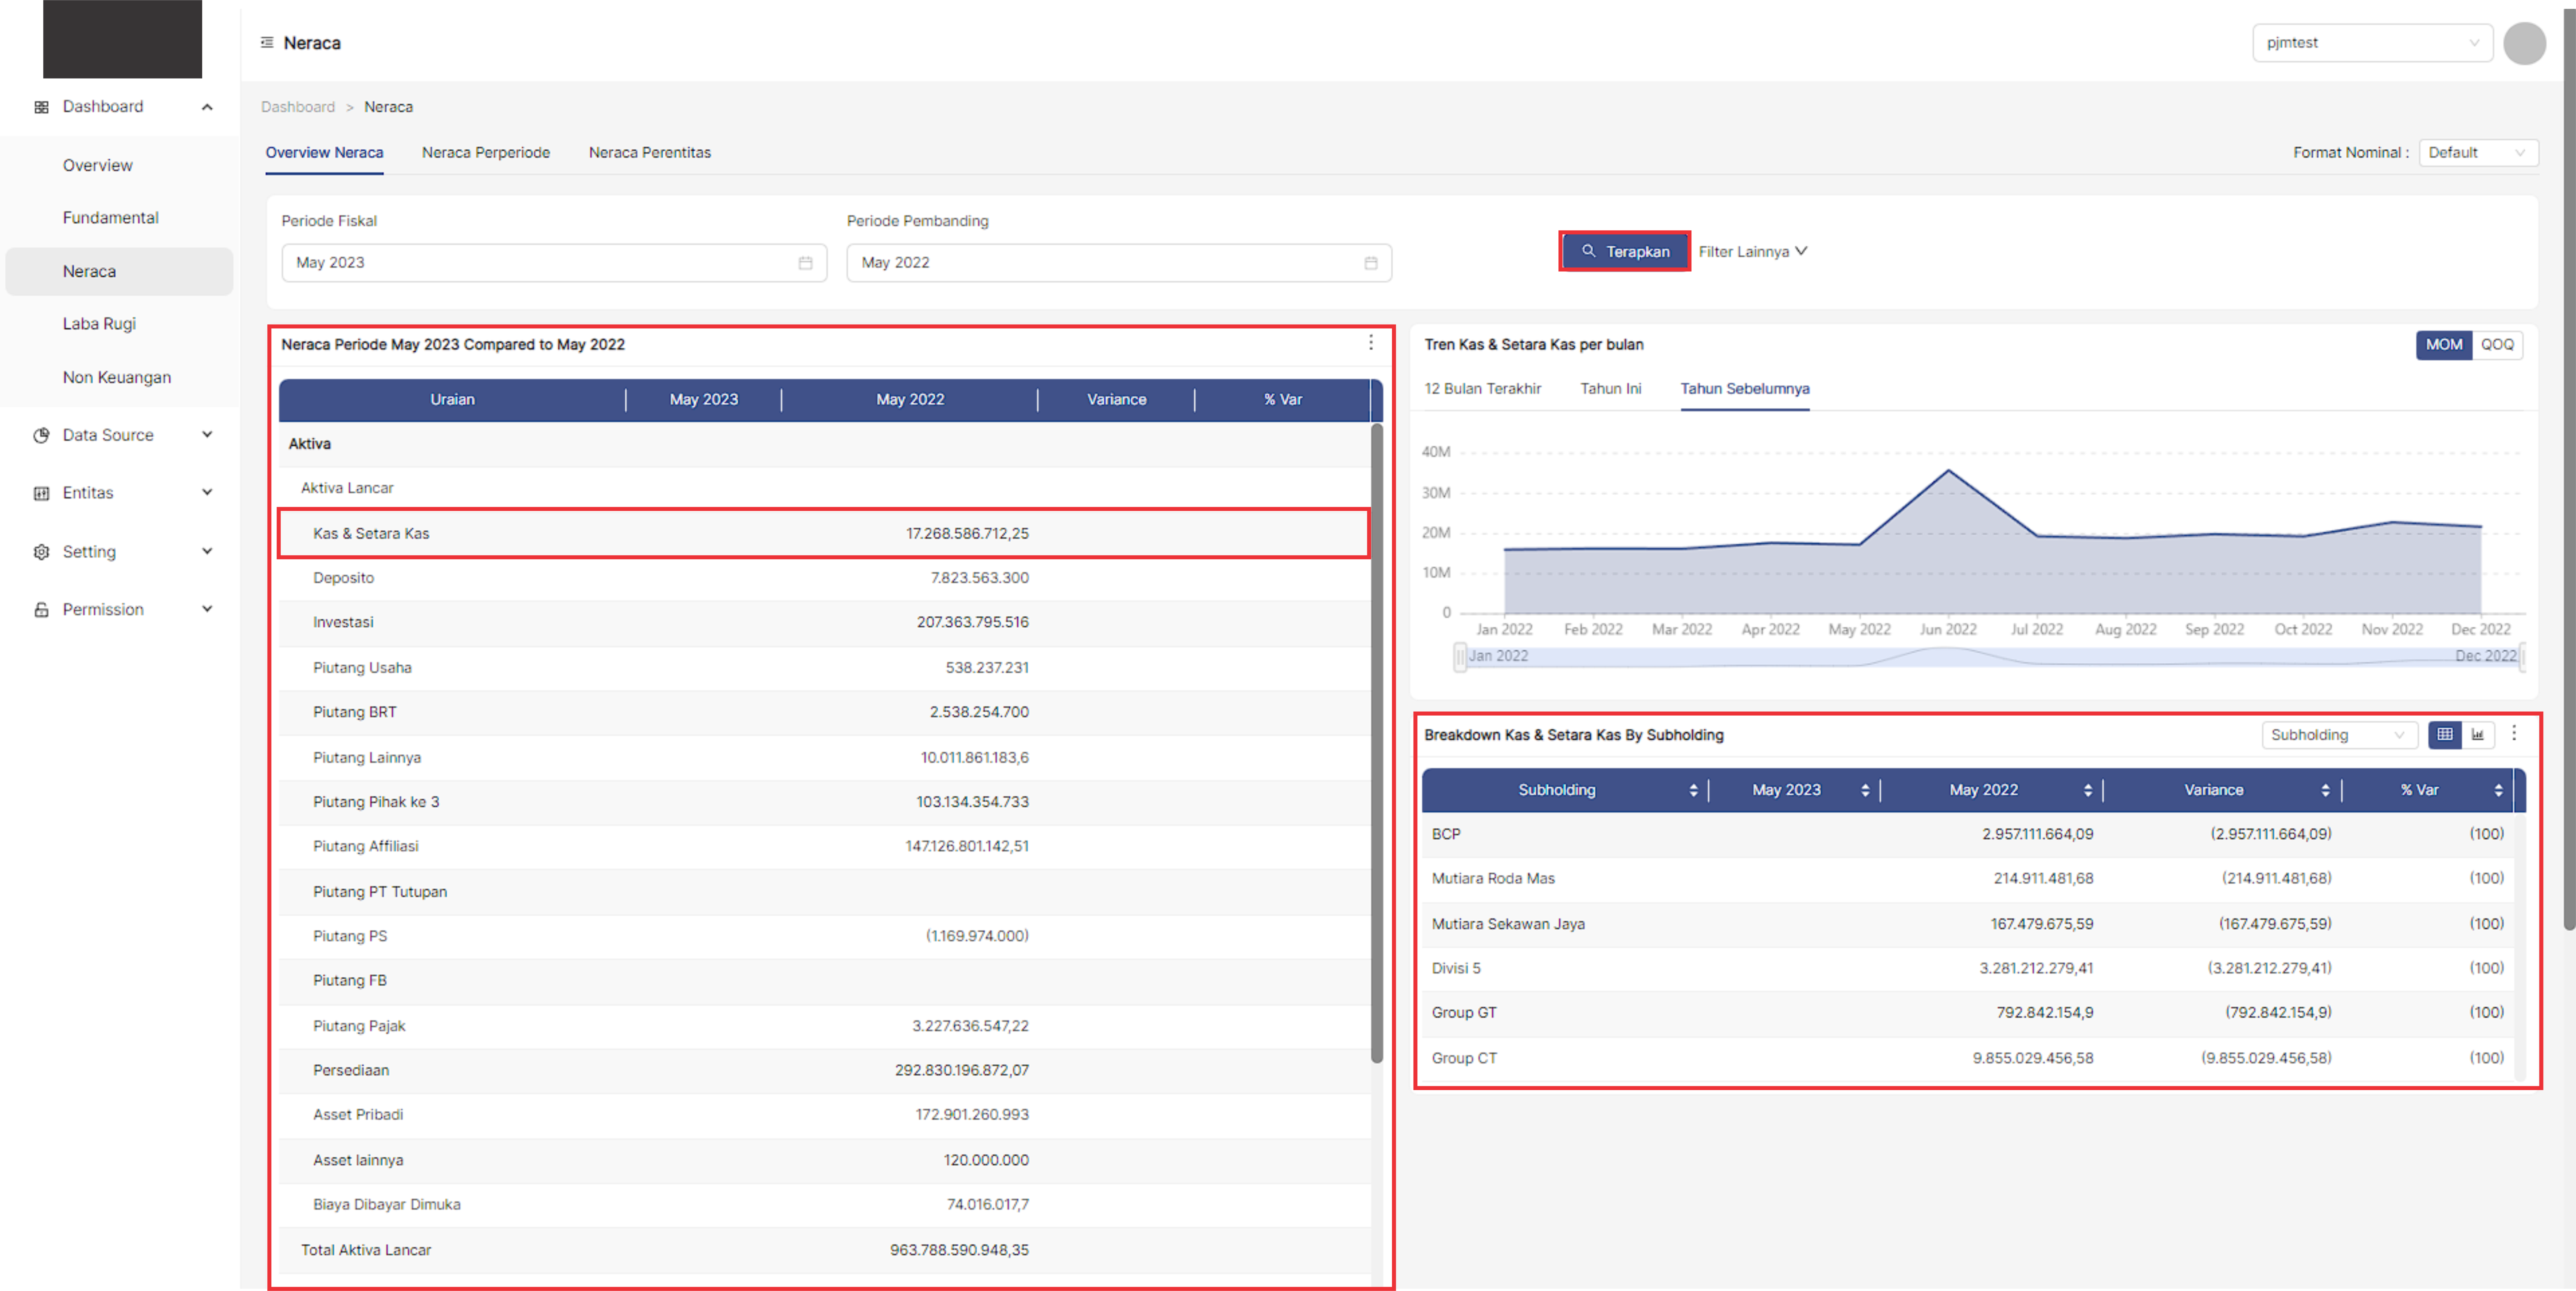 Neraca
pjmtest
Dashboard
Overview
Fundamental
Neraca
Laba Rugi
Non Keuangan
Data Source
Entitas
Setting
Permission
Dashboard > Neraca
Overview Neraca Neraca Perperiode Neraca Perentitas
Format Nominal : Default
Periode Fiskal
May 2023
Periode Pembanding
May 2022
Terapkan
Filter Lainnya
Neraca Periode May 2023 Compared to May 2022
Uraian May 2023 May 2022 Variance % Var
Aktiva
Aktiva Lancar
Kas & Setara Kas 17.268.586.712,25
Deposito 7.823.563.300
Investasi 207.363.795.516
Piutang Usaha 538.237.231
Piutang BRT 2.538.254.700
Piutang Lainnya 10.011.861.183,6
Piutang Pihak ke 3 103.134.354.733
Piutang Affiliasi 147.126.801.142,51
Piutang PT Tutupan
Piutang PS (1.169.974.000)
Piutang FB
Piutang Pajak 3.227.636.547,22
Persediaan 292.830.196.872,07
Asset Pribadi 172.901.260.993
Asset lainnya 120.000.000
Biaya Dibayar Dimuka 74.016.017,7
Total Aktiva Lancar 963.788.590.948,35
Tren Kas & Setara Kas per bulan
MOM QOQ
12 Bulan Terakhir Tahun Ini Tahun Sebelumnya
40M
30M
20M
10M
0
Jan 2022 Feb 2022 Mar 2022 Apr 2022 May 2022 Jun 2022 Jul 2022 Aug 2022 Sep 2022 Oct 2022 Nov 2022 Dec 2022
Jan 2022 Dec 2022
Breakdown Kas & Setara Kas By Subholding
Subholding
Subholding May 2023 May 2022 Variance % Var
BCP 2.957.111.664,09 (2.957.111.664,09) (100)
Mutiara Roda Mas 214.911.481,68 (214.911.481,68) (100)
Mutiara Sekawan Jaya 167.479.675,59 (167.479.675,59) (100)
Divisi 5 3.281.212.279,41 (3.281.212.279,41) (100)
Group GT 792.842.154,9 (792.842.154,9) (100)
Group CT 9.855.029.456,58 (9.855.029.456,58) (100)